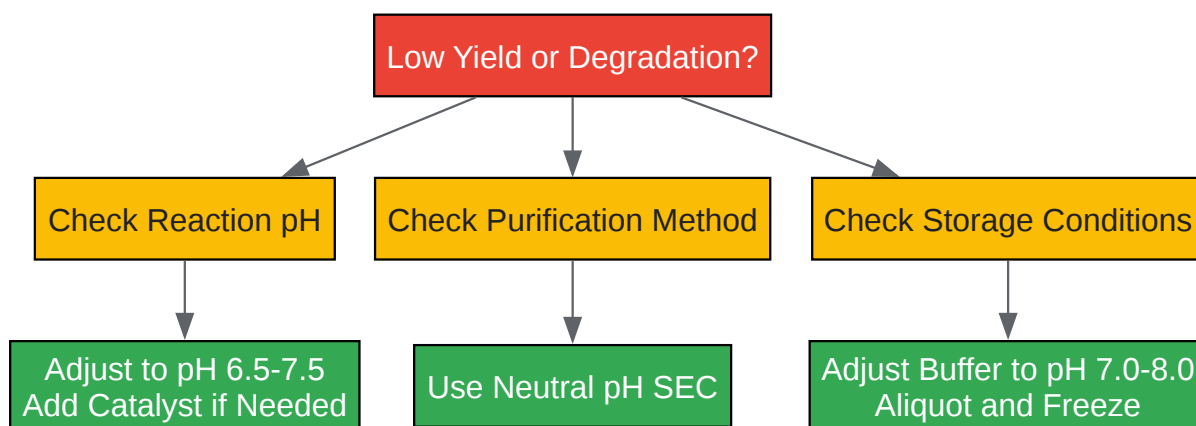 Low Yield or Degradation?
Check Reaction pH
Check Purification Method
Check Storage Conditions
Adjust to pH 6.5-7.5
Add Catalyst if Needed
Use Neutral pH SEC
Adjust Buffer to pH 7.0-8.0
Aliquot and Freeze